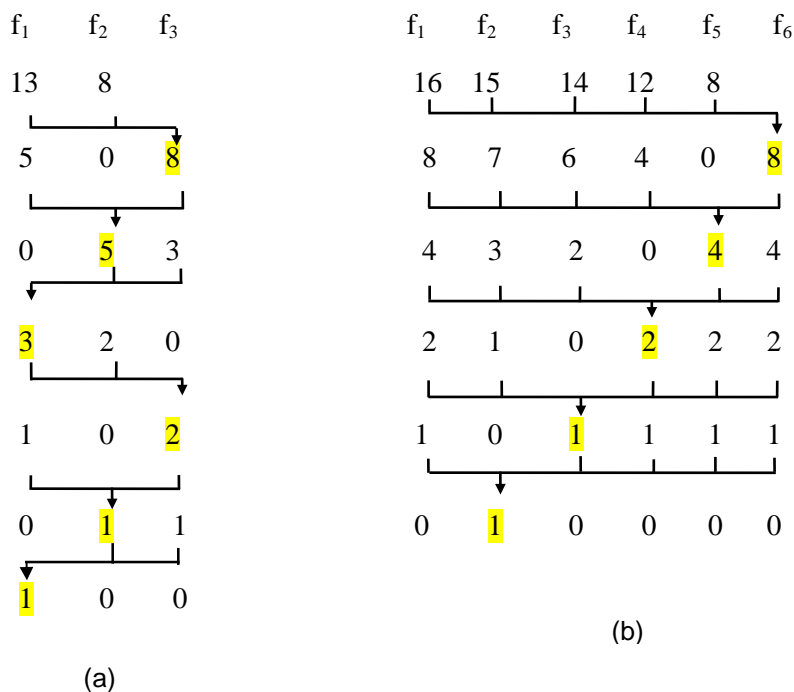 f₁ f₂ f₃
13 8
5 0 8
0 5 3
3 2 0
1 0 2
0 1 1
1 0 0
(a)
f₁ f₂ f₃ f₄ f₅ f₆
16 15 14 12 8
8 7 6 4 0 8
4 3 2 0 4 4
2 1 0 2 2 2
1 0 1 1 1 1
0 1 0 0 0 0
(b)